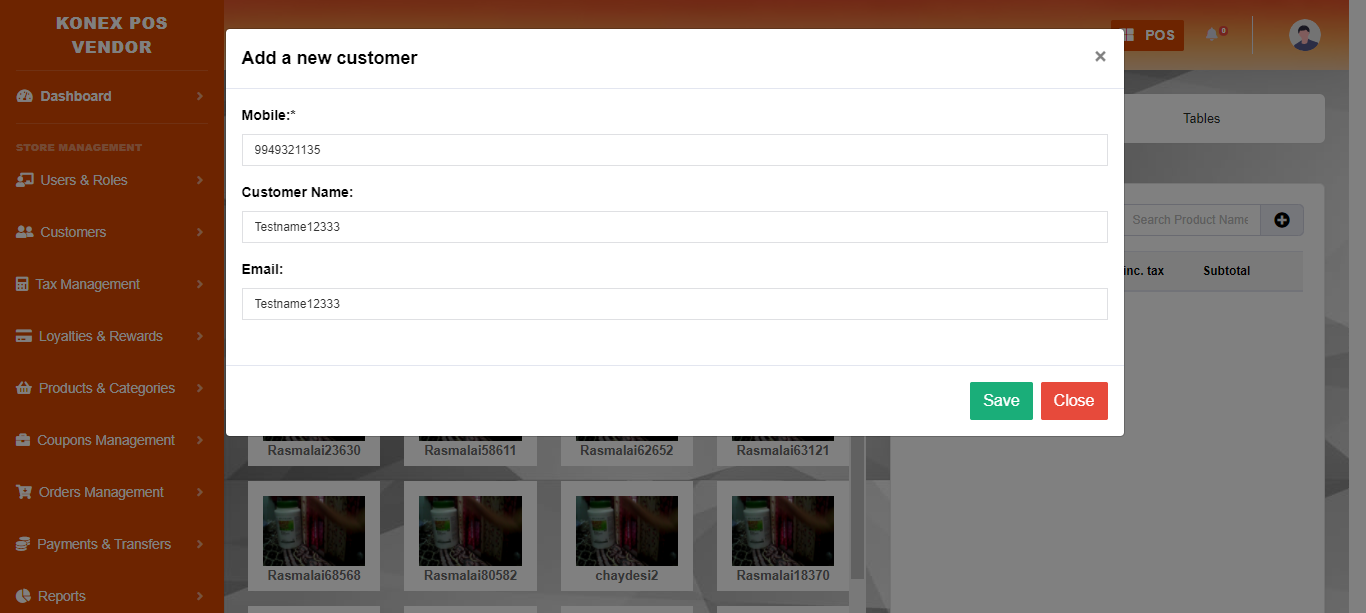 KONEX POS
VENDOR
Dashboard
STORE MANAGEMENT
Users & Roles
Customers
Tax Management
Loyalties & Rewards
Products & Categories
Coupons Management
Orders Management
Payments & Transfers
Reports
POS
0
Add a new customer
×
Mobile:*
9949321135
Customer Name:
Testname12333
Email:
Testname12333
Save
Close
Tables
Search Product Name
inc. tax
Subtotal
Rasmalai23630
Rasmalai58611
Rasmalai62652
Rasmalai63121
Rasmalai68568
Rasmalai80582
chaydesi2
Rasmalai18370